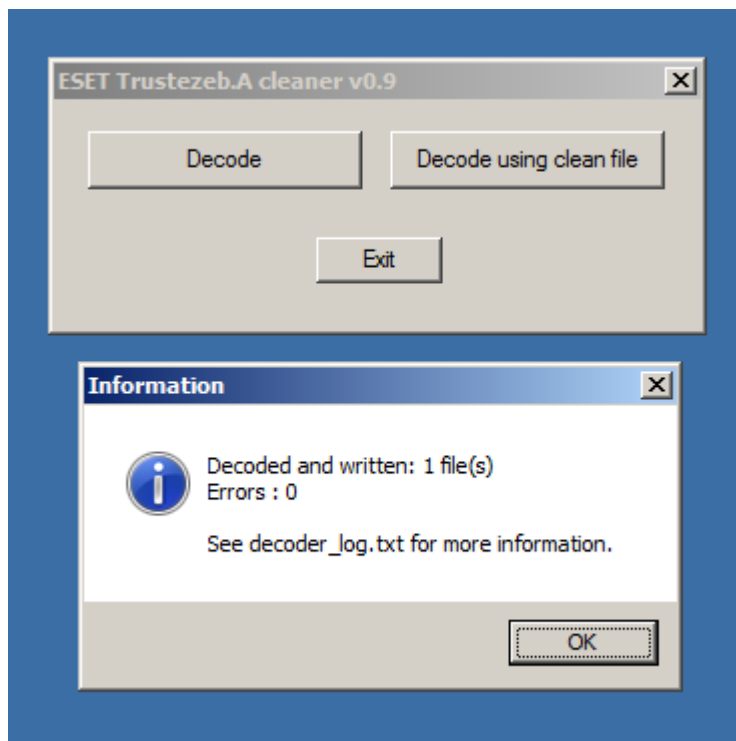 ESET Trustezeb.A cleaner v0.9
Decode
Decode using clean file
Exit
Information
Decoded and written: 1 file(s)
Errors : 0
See decoder_log.txt for more information.
OK